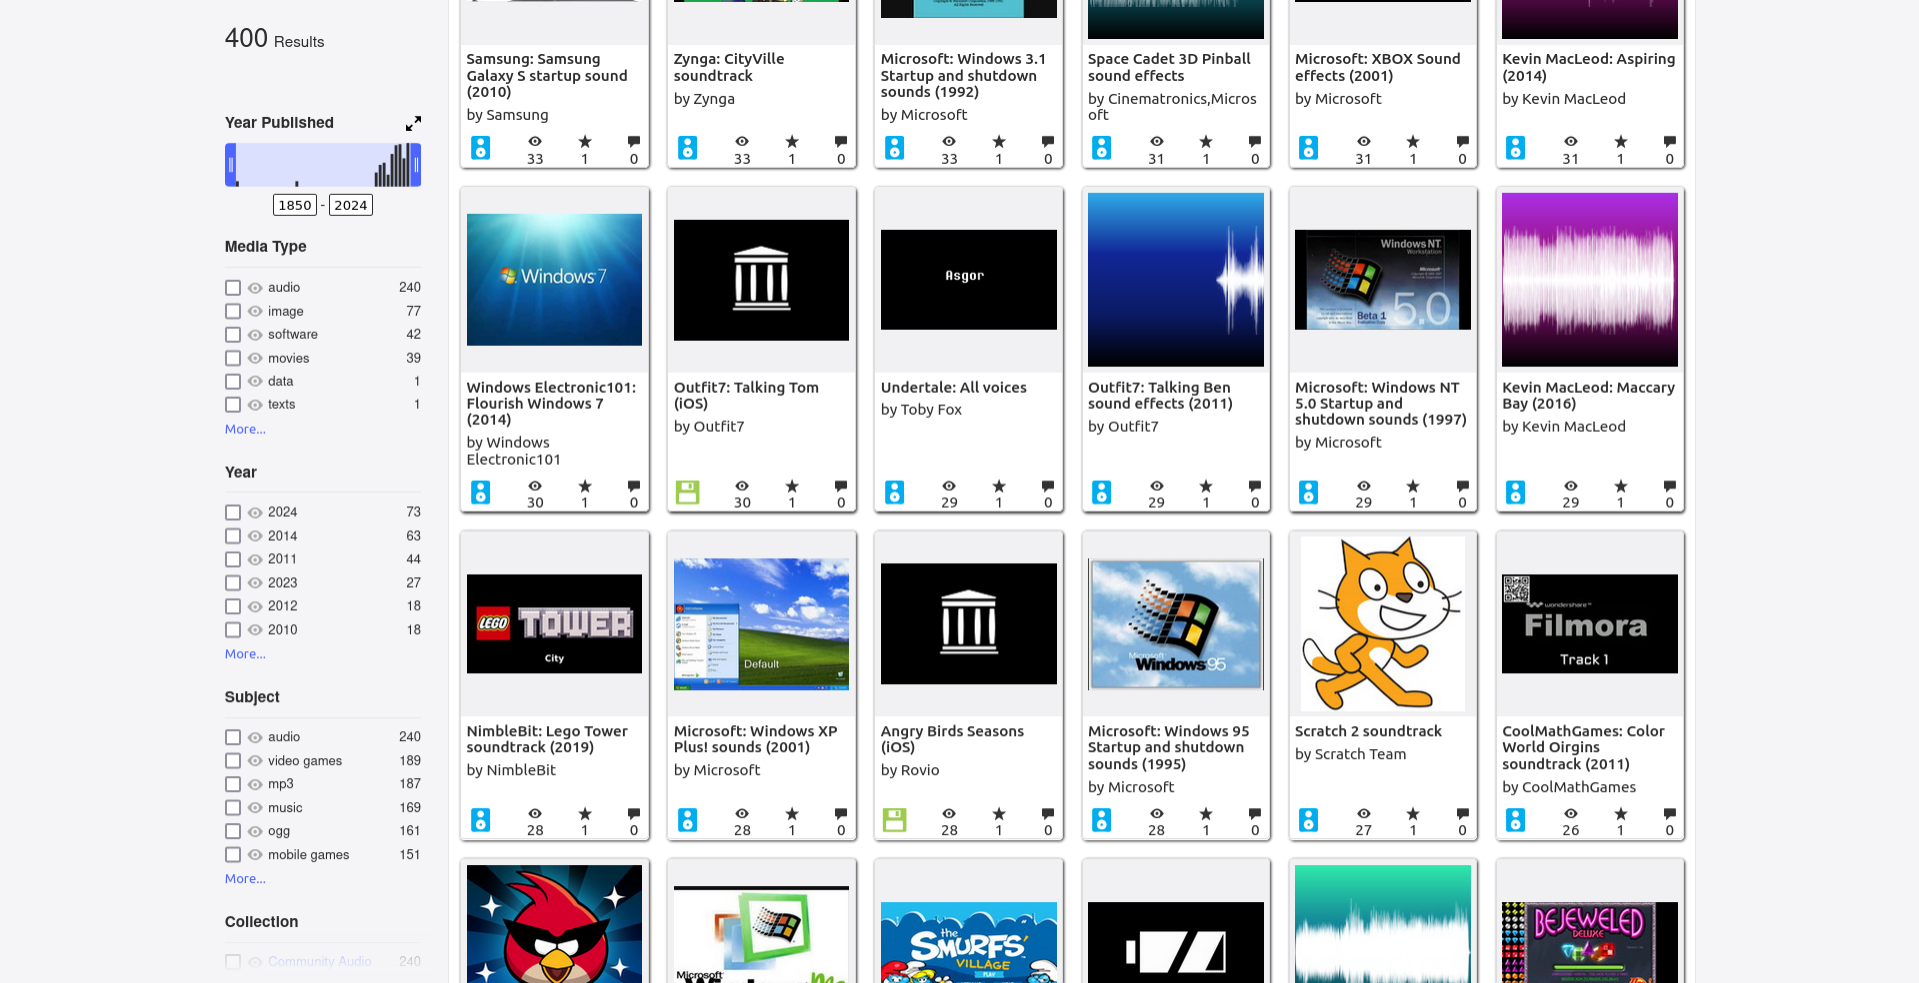 400 Results
Year Published
1850 - 2024
Media Type
audio 240
image 77
software 42
movies 39
data 1
texts 1
More...
Year
2024 73
2014 63
2011 44
2023 27
2012 18
2010 18
More...
Subject
audio 240
video games 189
mp3 187
music 169
ogg 161
mobile games 151
More...
Collection
Community Audio 240
Samsung: Samsung
Galaxy S startup sound
(2010)
by Samsung
33 1 0
Zynga: CityVille
soundtrack
by Zynga
33 1 0
Microsoft: Windows 3.1
Startup and shutdown
sounds (1992)
by Microsoft
33 1 0
Space Cadet 3D Pinball
sound effects
by Cinematronics,Micros
oft
31 1 0
Microsoft: XBOX Sound
effects (2001)
by Microsoft
31 1 0
Kevin MacLeod: Aspiring
(2014)
by Kevin MacLeod
31 1 0
Windows 7
Windows Electronic101:
Flourish Windows 7
(2014)
by Windows
Electronic101
30 1 0
Outfit7: Talking Tom
(iOS)
by Outfit7
30 1 0
Asgor
Undertale: All voices
by Toby Fox
29 1 0
Outfit7: Talking Ben
sound effects (2011)
by Outfit7
29 1 0
Windows NT
Workstation
Microsoft
Beta 1
5.0
Microsoft: Windows NT
5.0 Startup and
shutdown sounds (1997)
by Microsoft
29 1 0
Kevin MacLeod: Maccary
Bay (2016)
by Kevin MacLeod
29 1 0
LEGO TOWER
City
NimbleBit: Lego Tower
soundtrack (2019)
by NimbleBit
28 1 0
Default
Microsoft: Windows XP
Plus! sounds (2001)
by Microsoft
28 1 0
Angry Birds Seasons
(iOS)
by Rovio
28 1 0
Microsoft
Windows 95
Microsoft: Windows 95
Startup and shutdown
sounds (1995)
by Microsoft
28 1 0
Scratch 2 soundtrack
by Scratch Team
27 1 0
wondershare
Filmora
Track 1
CoolMathGames: Color
World Oirgins
soundtrack (2011)
by CoolMathGames
26 1 0
Microsoft
Windows Me
the
SMURFS'
VILLAGE
PLAY
BEJEWELED
DELUXE